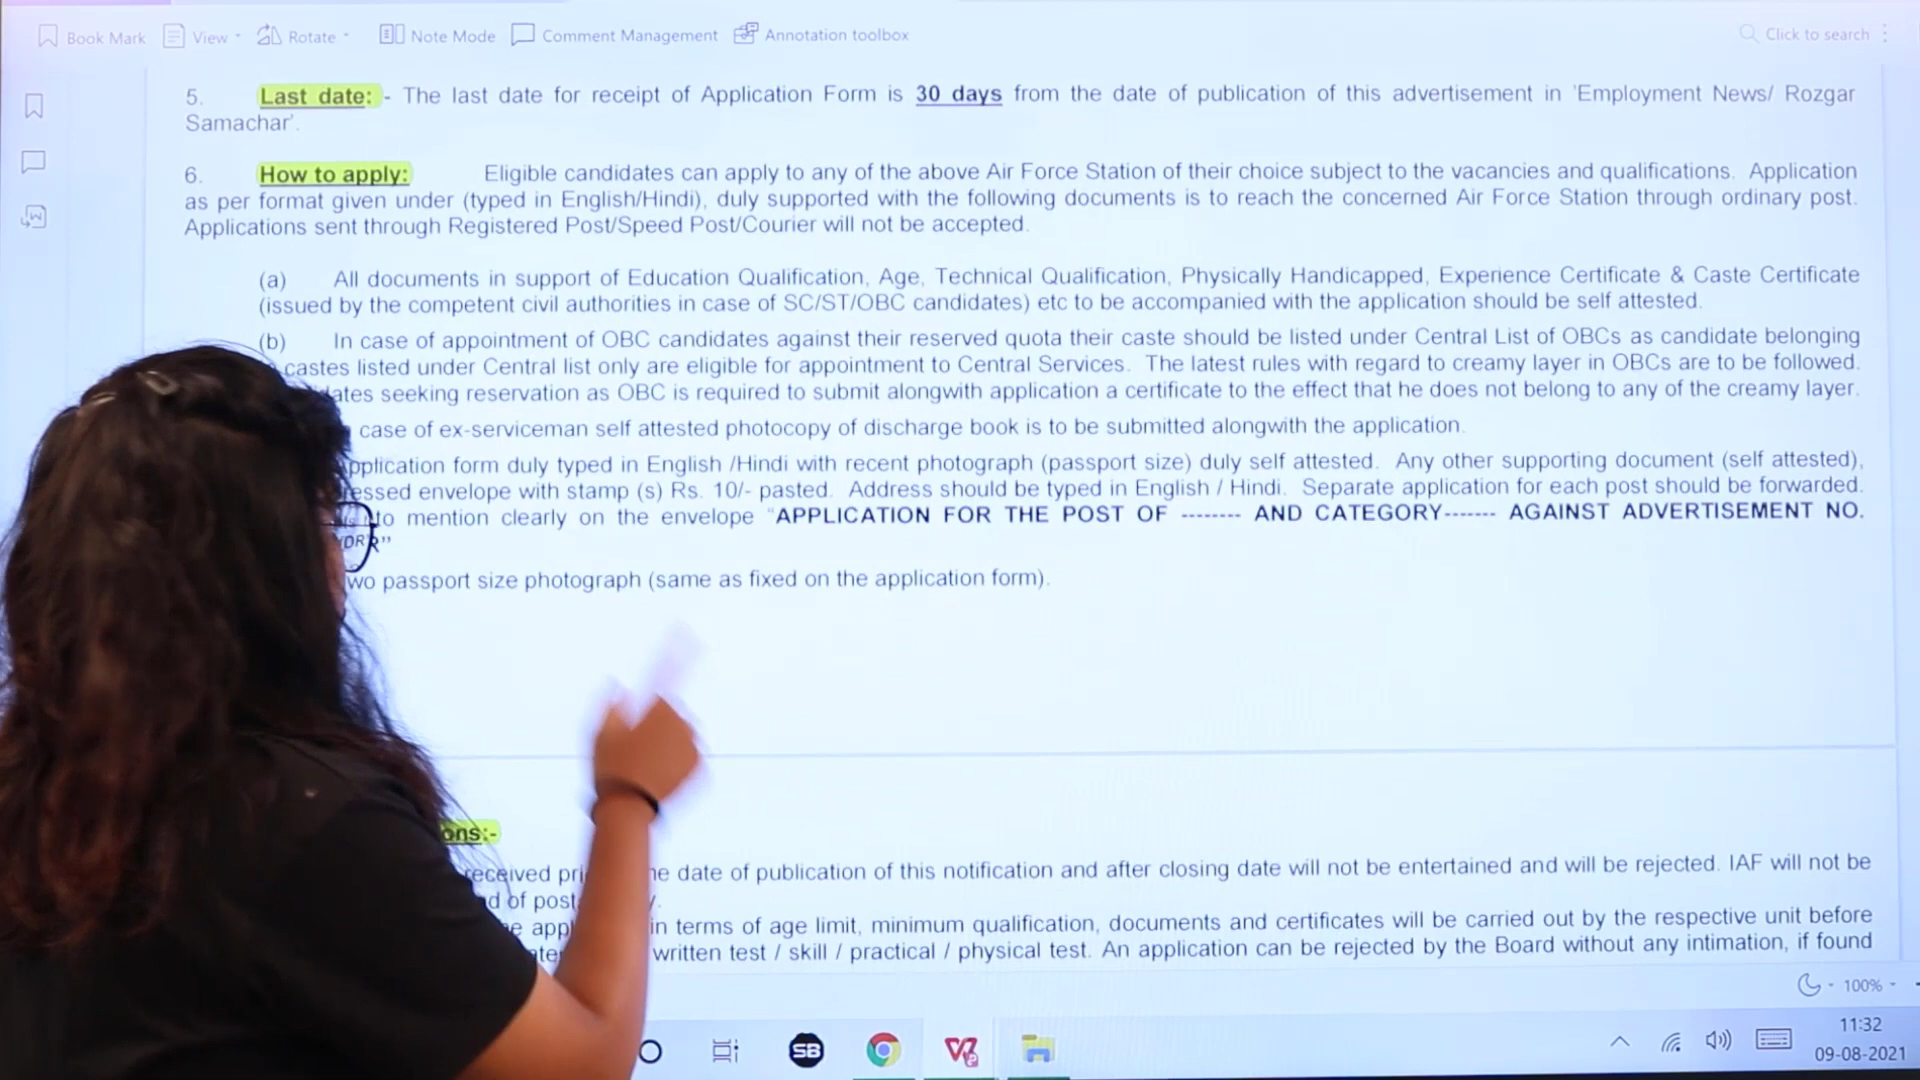 Book Mark View Rotate Note Mode Comment Management Annotation toolbox Click to search
5. Last date: - The last date for receipt of Application Form is 30 days from the date of publication of this advertisement in 'Employment News/ Rozgar
Samachar'.
6. How to apply: Eligible candidates can apply to any of the above Air Force Station of their choice subject to the vacancies and qualifications. Application
as per format given under (typed in English/Hindi), duly supported with the following documents is to reach the concerned Air Force Station through ordinary post.
Applications sent through Registered Post/Speed Post/Courier will not be accepted.
(a) All documents in support of Education Qualification, Age, Technical Qualification, Physically Handicapped, Experience Certificate & Caste Certificate
(issued by the competent civil authorities in case of SC/ST/OBC candidates) etc to be accompanied with the application should be self attested.
(b) In case of appointment of OBC candidates against their reserved quota their caste should be listed under Central List of OBCs as candidate belonging
castes listed under Central list only are eligible for appointment to Central Services. The latest rules with regard to creamy layer in OBCs are to be followed.
ates seeking reservation as OBC is required to submit alongwith application a certificate to the effect that he does not belong to any of the creamy layer.
case of ex-serviceman self attested photocopy of discharge book is to be submitted alongwith the application.
pplication form duly typed in English /Hindi with recent photograph (passport size) duly self attested. Any other supporting document (self attested),
essed envelope with stamp (s) Rs. 10/- pasted. Address should be typed in English / Hindi. Separate application for each post should be forwarded.
to mention clearly on the envelope "APPLICATION FOR THE POST OF -------- AND CATEGORY------- AGAINST ADVERTISEMENT NO.
DR"
wo passport size photograph (same as fixed on the application form).
ons:-
eceived pri he date of publication of this notification and after closing date will not be entertained and will be rejected. IAF will not be
d of post
e app in terms of age limit, minimum qualification, documents and certificates will be carried out by the respective unit before
written test / skill / practical / physical test. An application can be rejected by the Board without any intimation, if found
100%
SB
11:32
09-08-2021